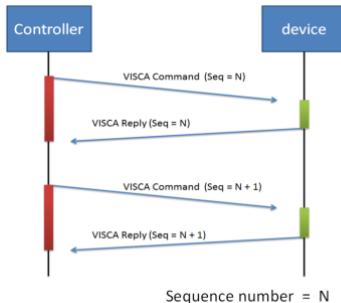 Controller
device
VISCA Command (Seq = N)
VISCA Reply (Seq = N)
VISCA Command (Seq = N + 1)
VISCA Reply (Seq = N + 1)
Sequence number = N